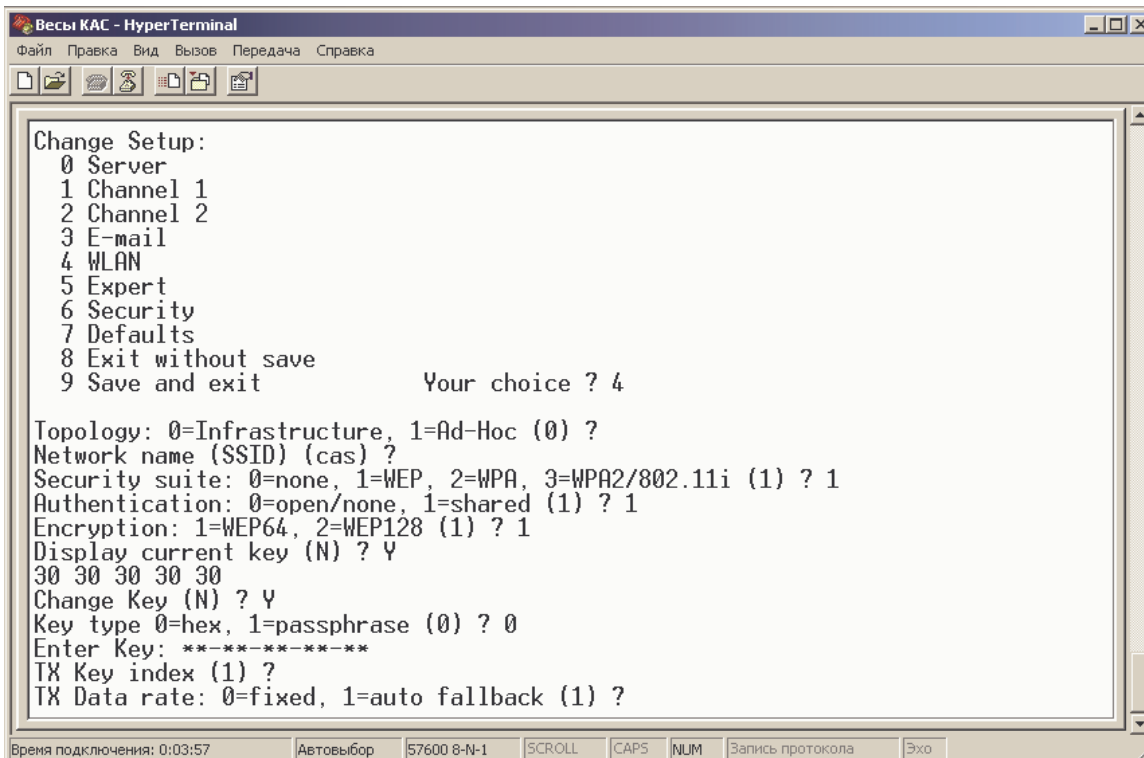 Весы КАС - HyperTerminal
Файл Правка Вид Вызов Передача Справка
Change Setup:
0 Server
1 Channel 1
2 Channel 2
3 E-mail
4 WLAN
5 Expert
6 Security
7 Defaults
8 Exit without save
9 Save and exit Your choice ? 4
Topology: 0=Infrastructure, 1=Ad-Hoc (0) ?
Network name (SSID) (cas) ?
Security suite: 0=none, 1=WEP, 2=WPA, 3=WPA2/802.11i (1) ? 1
Authentication: 0=open/none, 1=shared (1) ? 1
Encryption: 1=WEP64, 2=WEP128 (1) ? 1
Display current key (N) ? Y
30 30 30 30 30
Change Key (N) ? Y
Key type 0=hex, 1=passphrase (0) ? 0
Enter Key: **-**-**-**-**
TX Key index (1) ?
TX Data rate: 0=fixed, 1=auto fallback (1) ?
Время подключения: 0:03:57 Автовыбор 57600 8-N-1 SCROLL CAPS NUM Запись протокола Эхо